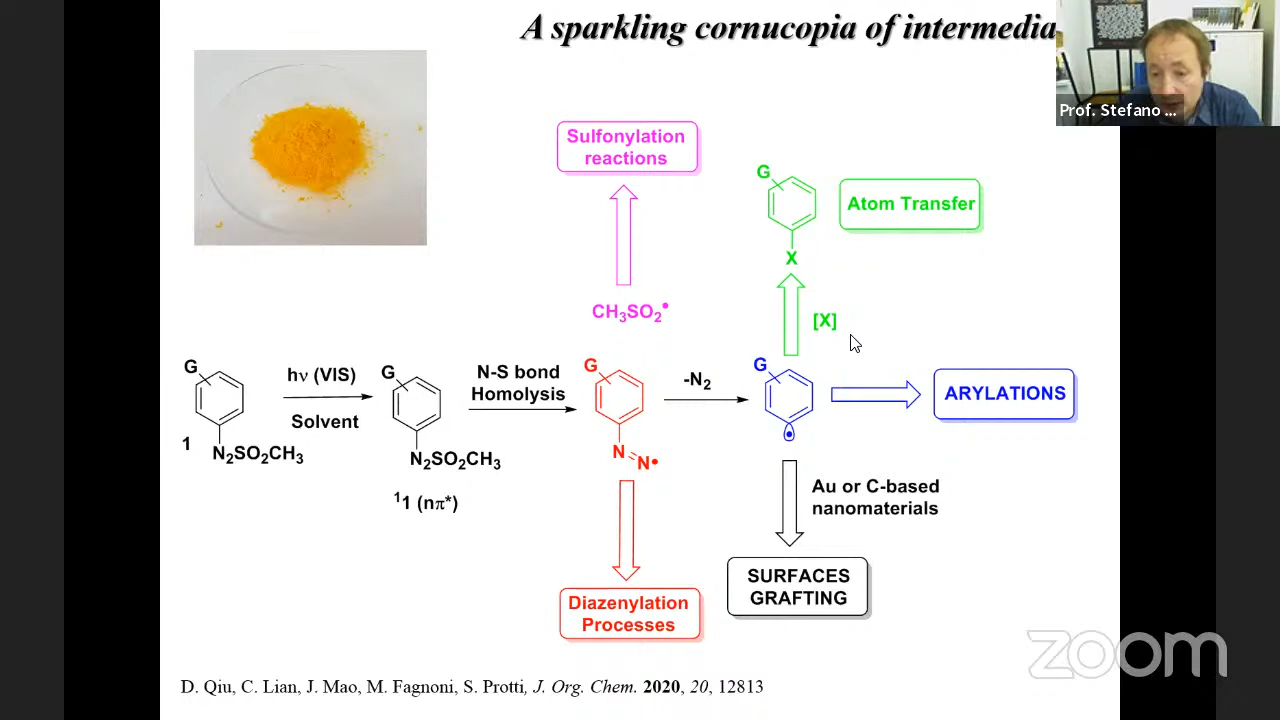 A sparkling cornucopia of intermedia
Prof. Stefano ...
Sulfonylation
reactions
G
Atom Transfer
X
CH₃SO₂•
[X]
G
hν (VIS)
Solvent
G
N-S bond
Homolysis
G
-N₂
G
ARYLATIONS
1
N₂SO₂CH₃
N₂SO₂CH₃
N
N•
¹1 (nπ*)
Au or C-based
nanomaterials
SURFACES
GRAFTING
Diazenylation
Processes
zoom
D. Qiu, C. Lian, J. Mao, M. Fagnoni, S. Protti, J. Org. Chem. 2020, 20, 12813